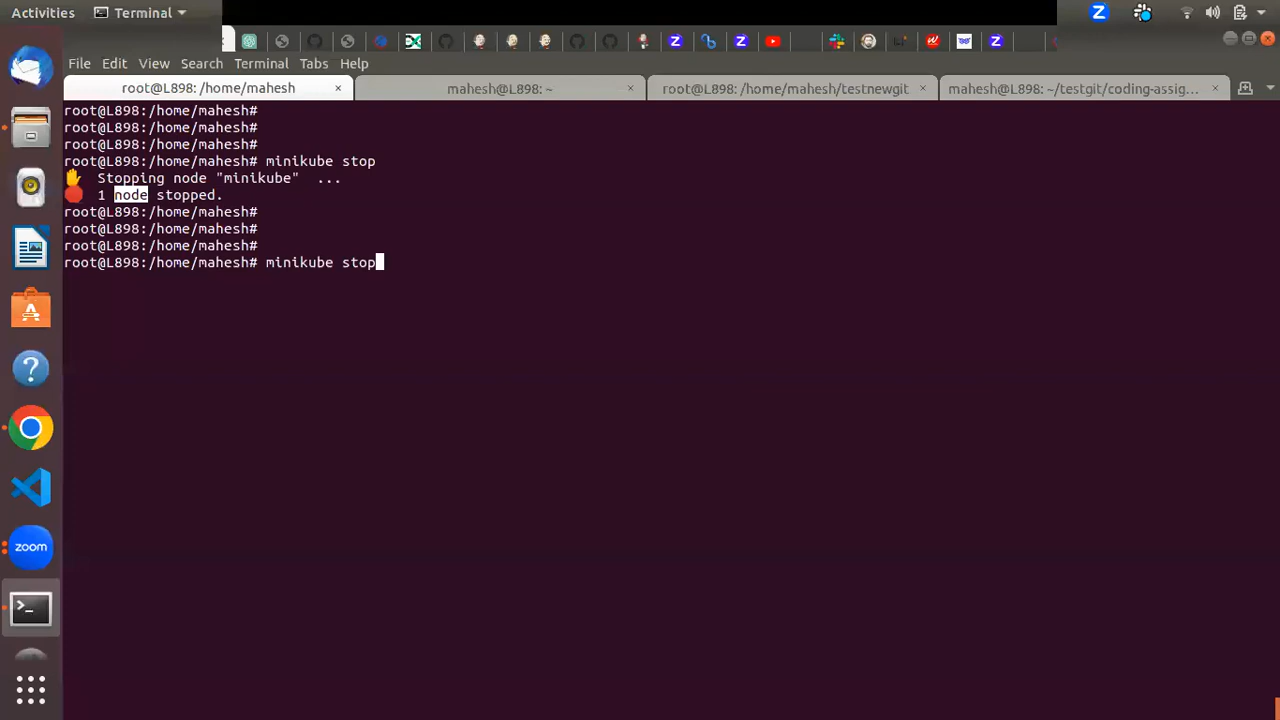 Activities
Terminal
File Edit View Search Terminal Tabs Help
root@L898: /home/mahesh × mahesh@L898: ~ × root@L898: /home/mahesh/testnewgit × mahesh@L898: ~/testgit/coding-assig... ×
root@L898:/home/mahesh#
root@L898:/home/mahesh#
root@L898:/home/mahesh#
root@L898:/home/mahesh# minikube stop
Stopping node "minikube" ...
1 node stopped.
root@L898:/home/mahesh#
root@L898:/home/mahesh#
root@L898:/home/mahesh#
root@L898:/home/mahesh# minikube stop
zoom